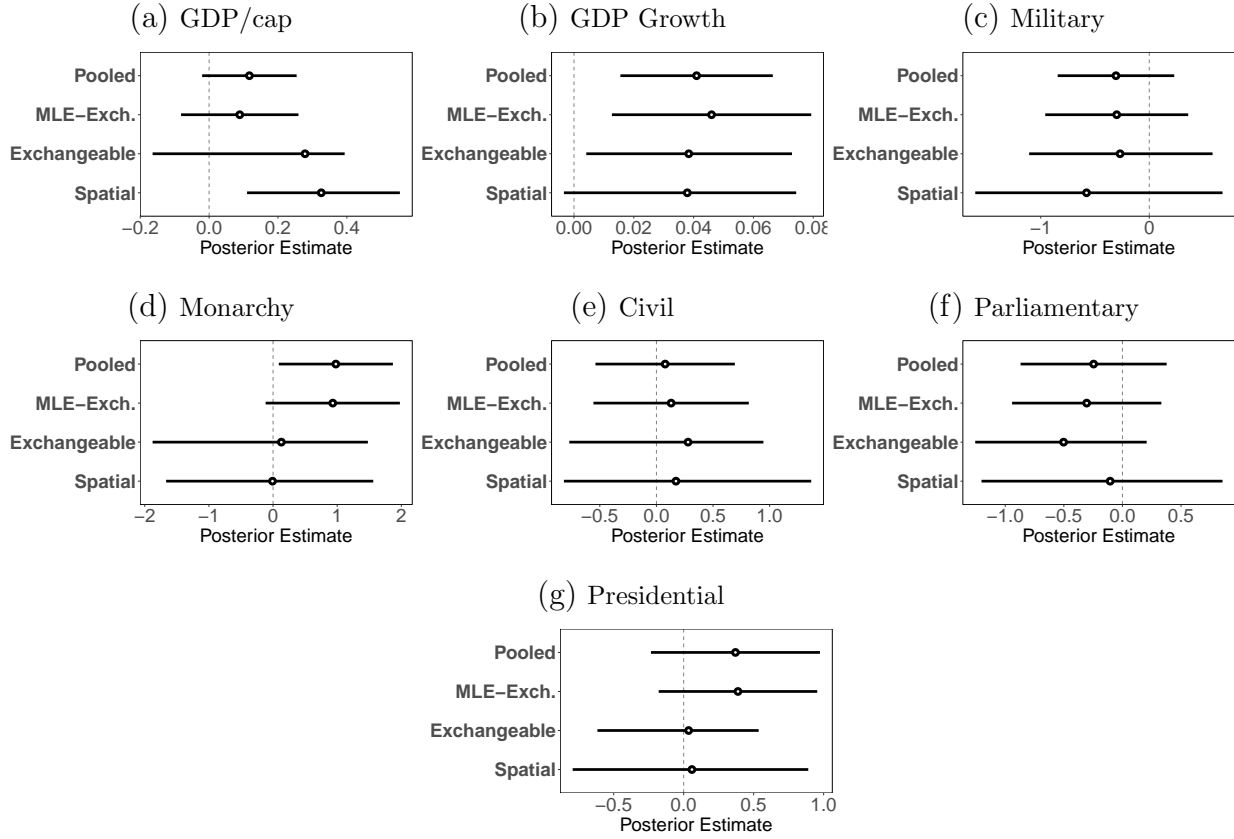 (a) GDP/cap
Pooled
MLE−Exch.
Exchangeable
Spatial
−0.2 0.0 0.2 0.4
Posterior Estimate
(b) GDP Growth
Pooled
MLE−Exch.
Exchangeable
Spatial
0.00 0.02 0.04 0.06 0.08
Posterior Estimate
(c) Military
Pooled
MLE−Exch.
Exchangeable
Spatial
−1 0
Posterior Estimate
(d) Monarchy
Pooled
MLE−Exch.
Exchangeable
Spatial
−2 −1 0 1 2
Posterior Estimate
(e) Civil
Pooled
MLE−Exch.
Exchangeable
Spatial
−0.5 0.0 0.5 1.0
Posterior Estimate
(f) Parliamentary
Pooled
MLE−Exch.
Exchangeable
Spatial
−1.0 −0.5 0.0 0.5
Posterior Estimate
(g) Presidential
Pooled
MLE−Exch.
Exchangeable
Spatial
−0.5 0.0 0.5 1.0
Posterior Estimate